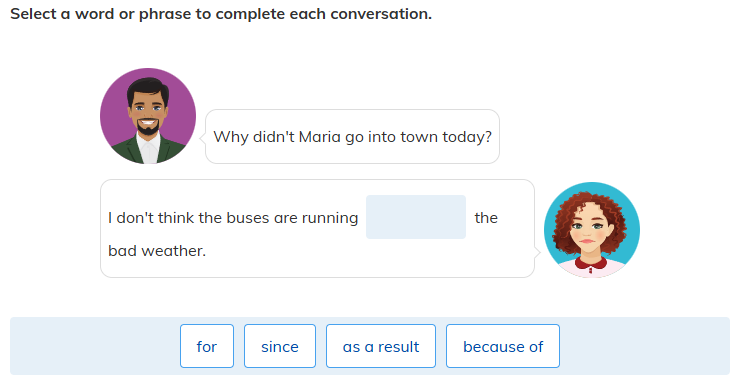 Select a word or phrase to complete each conversation.
Why didn't Maria go into town today?
I don't think the buses are running the
bad weather.
for since as a result because of